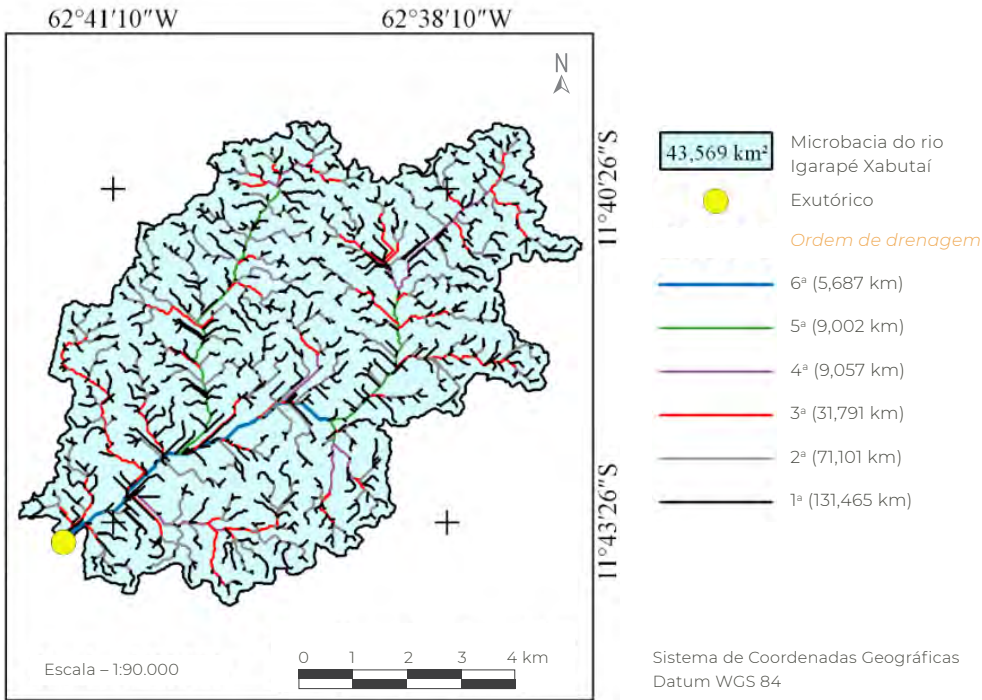 62°41'10"W 62°38'10"W
N
11°40'26"S
11°43'26"S
Escala – 1:90.000
0 1 2 3 4 km
43,569 km² Microbacia do rio
Igarapé Xabutaí
Exutórico
Ordem de drenagem
6ª (5,687 km)
5ª (9,002 km)
4ª (9,057 km)
3ª (31,791 km)
2ª (71,101 km)
1ª (131,465 km)
Sistema de Coordenadas Geográficas
Datum WGS 84